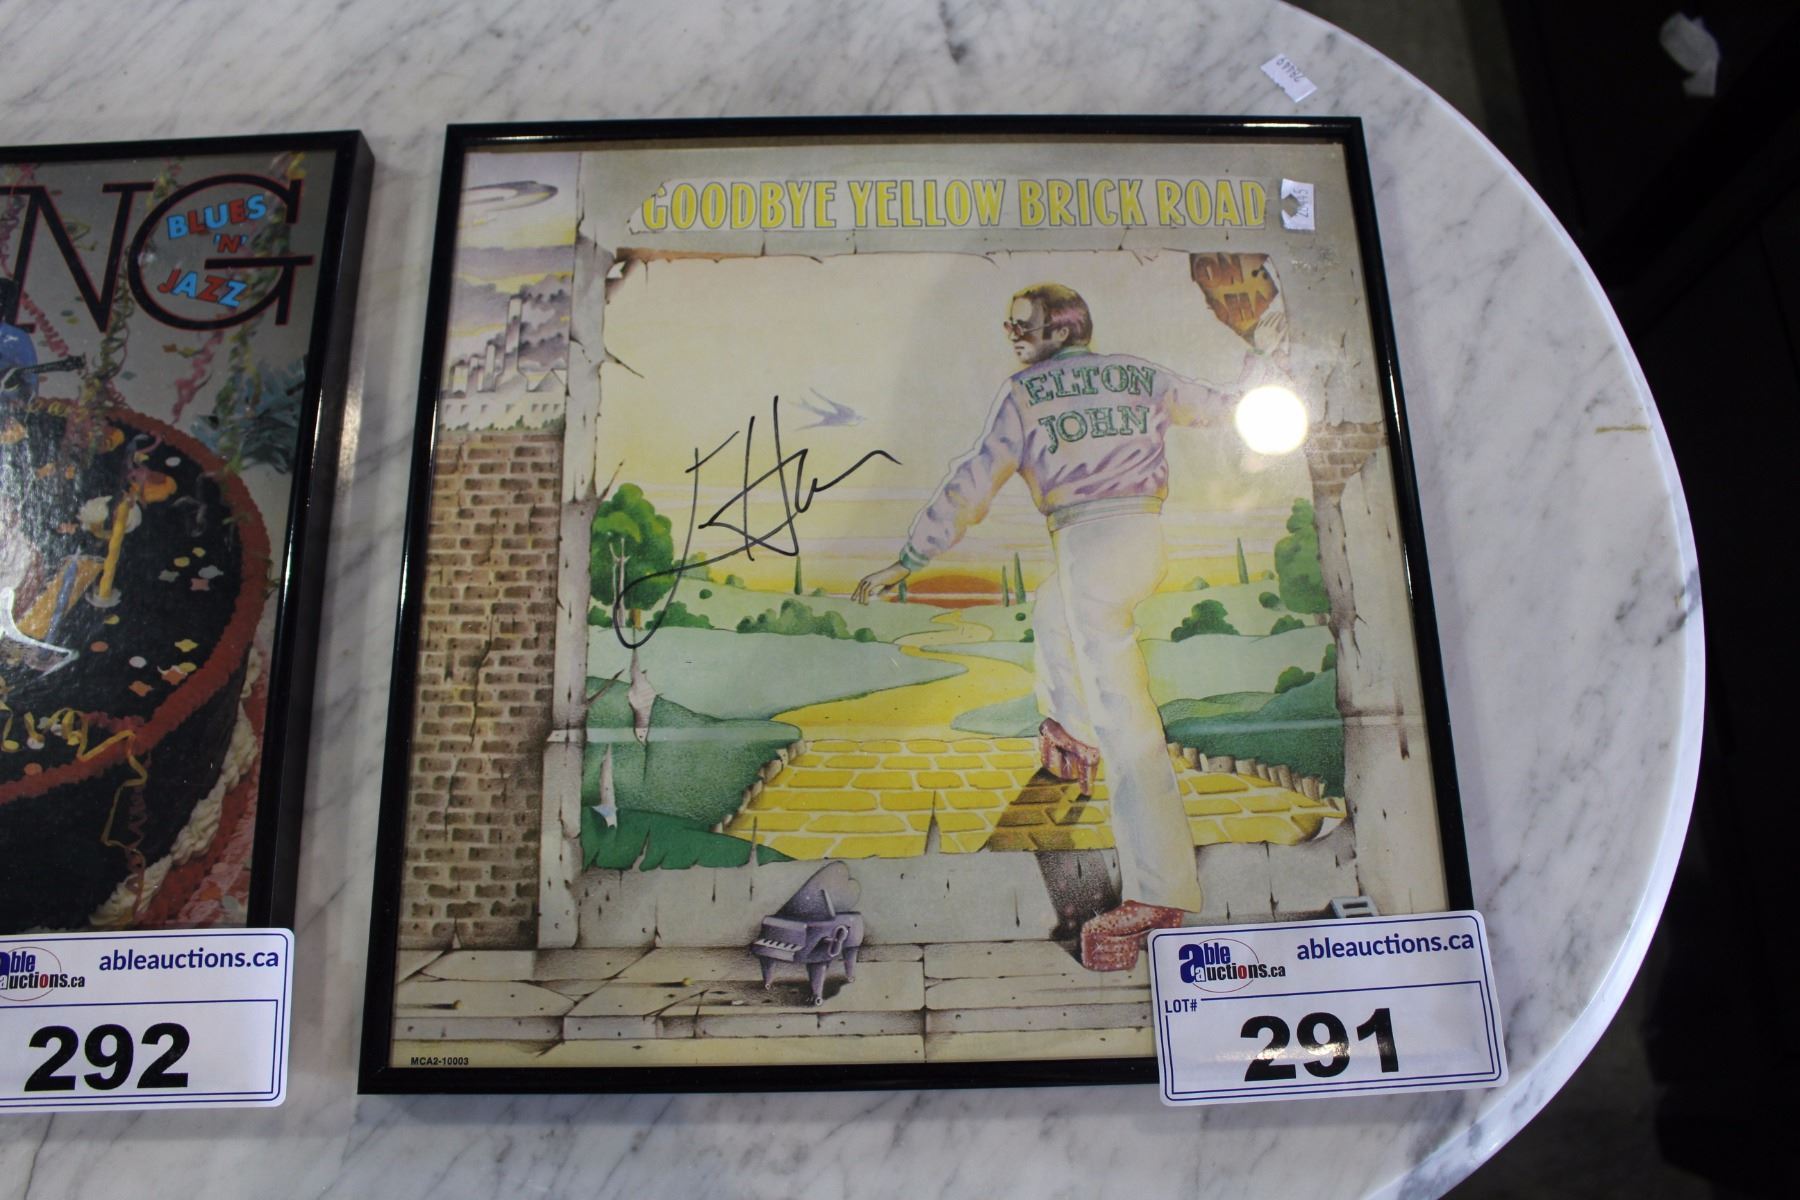 NG
BLUES
'N'
JAZZ
GOODBYE YELLOW BRICK ROAD
ELTON
JOHN
MCA2-10003
able
auctions.ca
ableauctions.ca
292
able
auctions.ca
ableauctions.ca
LOT#
291